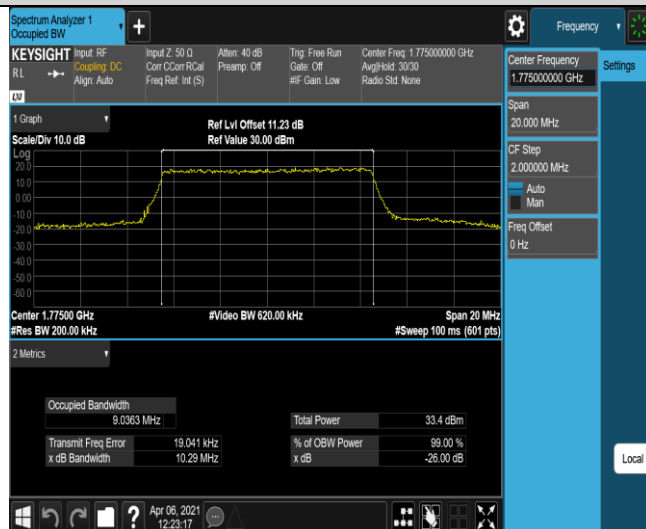 Spectrum Analyzer 1
Occupied BW
+
Frequency
KEYSIGHT
RL
LXI
Input: RF
Coupling: DC
Align: Auto
Input Z: 50 Ω
Corr CCorr RCal
Freq Ref: Int (S)
Atten: 40 dB
Preamp: Off
Trig: Free Run
Gate: Off
#IF Gain: Low
Center Freq: 1.775000000 GHz
Avg|Hold: 30/30
Radio Std: None
Center Frequency
1.775000000 GHz
Settings
Span
20.000 MHz
CF Step
2.000000 MHz
Auto
Man
Freq Offset
0 Hz
Local
1 Graph
Scale/Div 10.0 dB
Ref Lvl Offset 11.23 dB
Ref Value 30.00 dBm
Log
20.0
10.0
0.00
-10.0
-20.0
-30.0
-40.0
-50.0
-60.0
Center 1.77500 GHz
#Res BW 200.00 kHz
#Video BW 620.00 kHz
Span 20 MHz
#Sweep 100 ms (601 pts)
2 Metrics
Occupied Bandwidth
9.0363 MHz
Total Power 33.4 dBm
Transmit Freq Error 19.041 kHz
% of OBW Power 99.00 %
x dB Bandwidth 10.29 MHz
x dB -26.00 dB
?
Apr 06, 2021
12:23:17